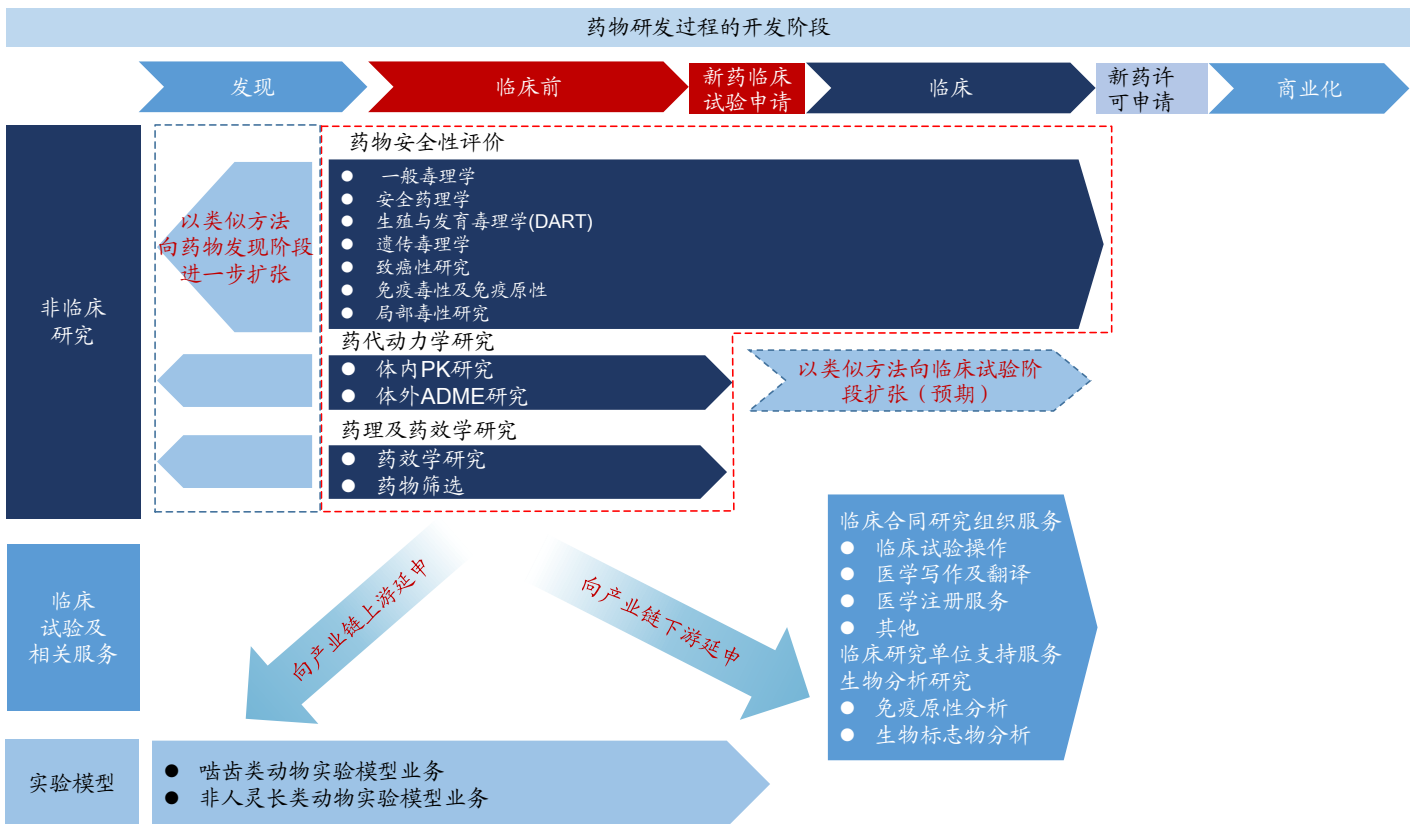 药物研发过程的开发阶段
发现
临床前
新药临床
试验申请
临床
新药许
可申请
商业化
非临床
研究
以类似方法
向药物发现阶段
进一步扩张
药物安全性评价
● 一般毒理学
● 安全药理学
● 生殖与发育毒理学(DART)
● 遗传毒理学
● 致癌性研究
● 免疫毒性及免疫原性
● 局部毒性研究
药代动力学研究
● 体内PK研究
● 体外ADME研究
以类似方法向临床试验阶
段扩张（预期）
药理及药效学研究
● 药效学研究
● 药物筛选
临床
试验及
相关服务
向产业链上游延申
向产业链下游延申
临床合同研究组织服务
● 临床试验操作
● 医学写作及翻译
● 医学注册服务
● 其他
临床研究单位支持服务
生物分析研究
● 免疫原性分析
● 生物标志物分析
实验模型
● 啮齿类动物实验模型业务
● 非人灵长类动物实验模型业务